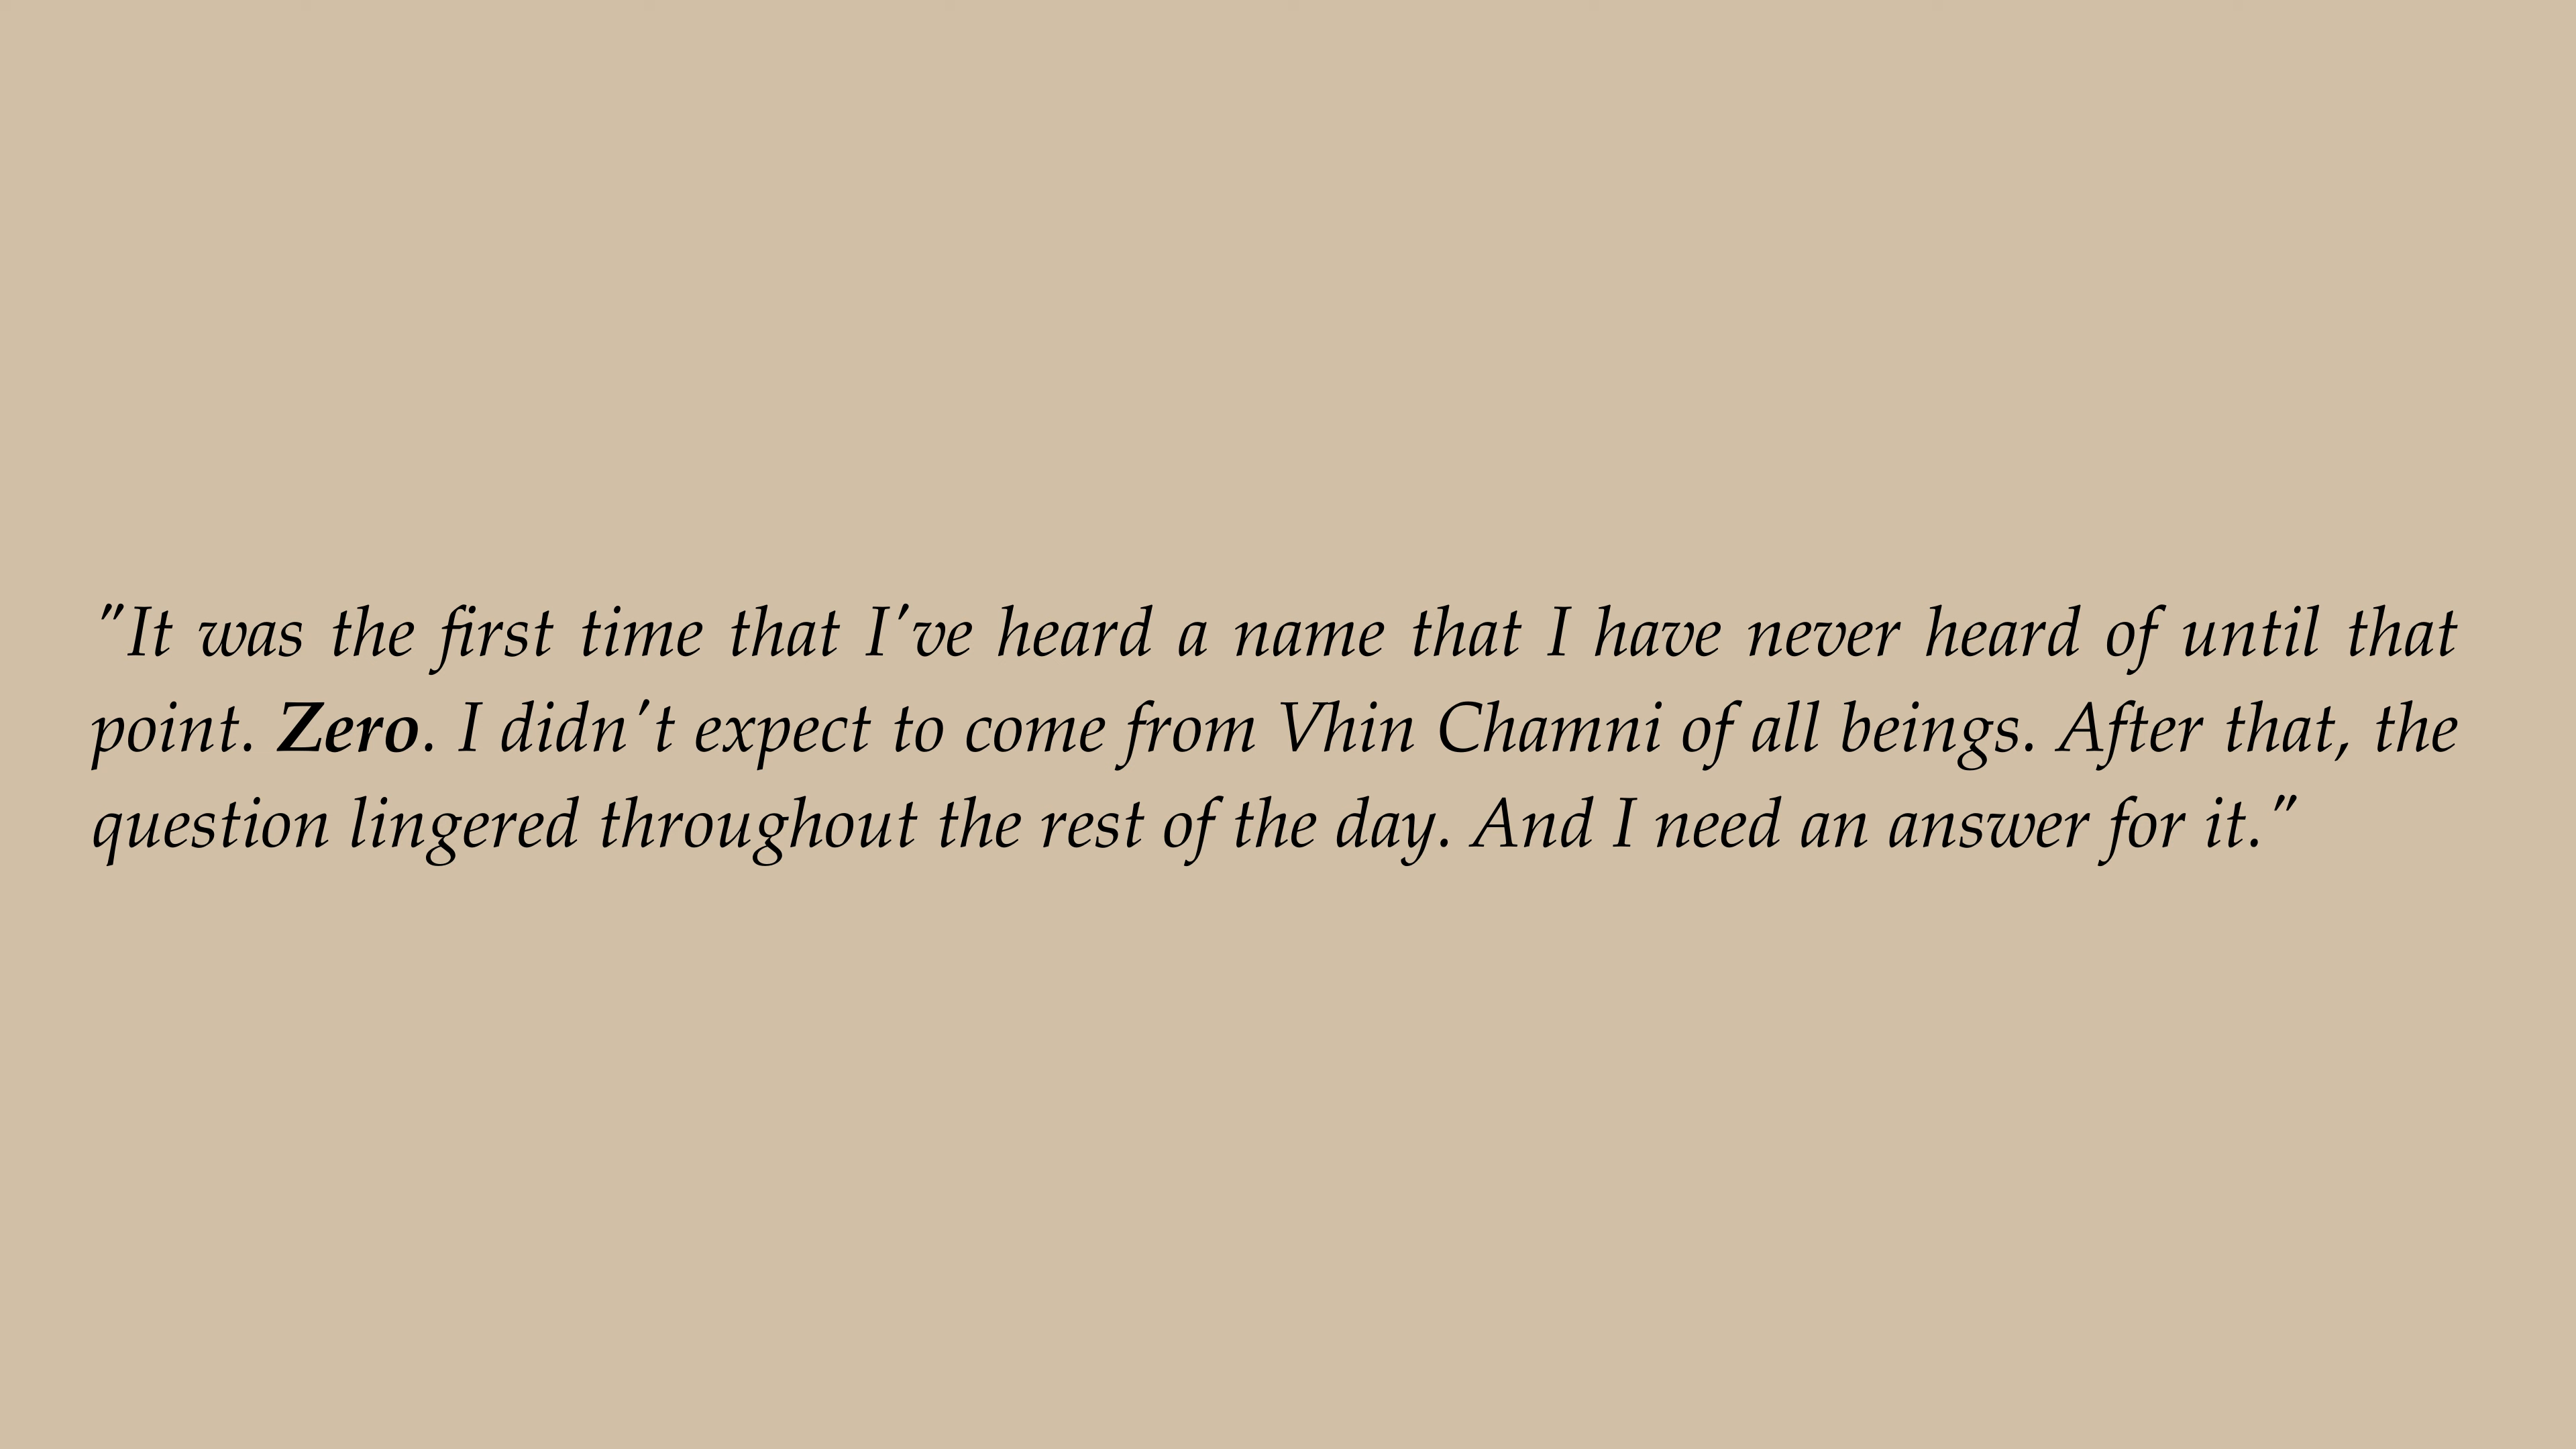 "It was the first time that I've heard a name that I have never heard of until that
point. Zero. I didn't expect to come from Vhin Chamni of all beings. After that, the
question lingered throughout the rest of the day. And I need an answer for it."